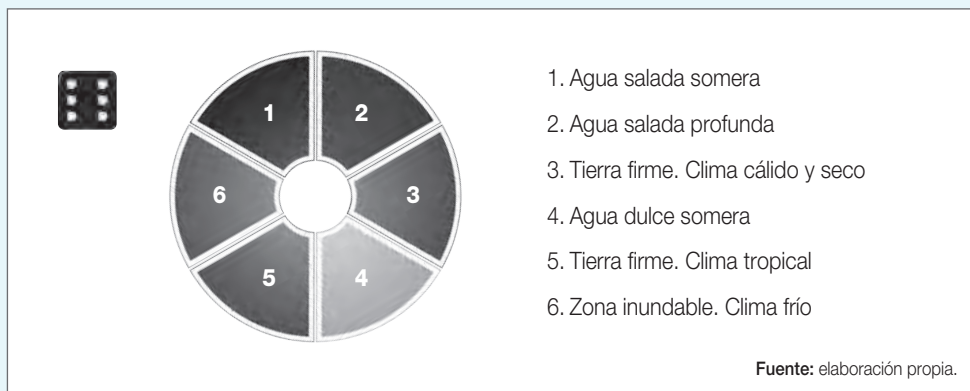 1
2
3
4
5
6
1. Agua salada somera
2. Agua salada profunda
3. Tierra firme. Clima cálido y seco
4. Agua dulce somera
5. Tierra firme. Clima tropical
6. Zona inundable. Clima frío
Fuente: elaboración propia.